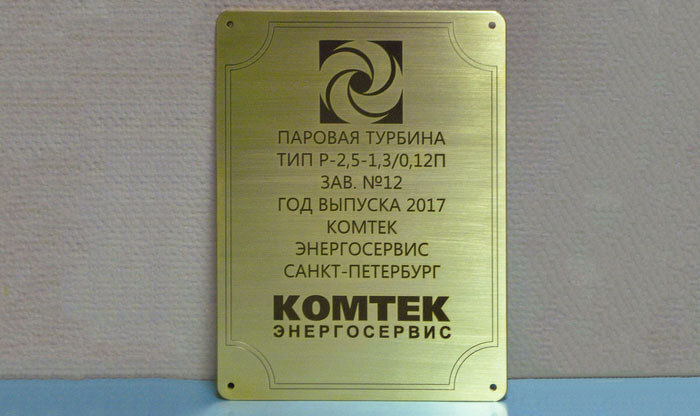 ПАРОВАЯ ТУРБИНА
ТИП Р-2,5-1,3/0,12П
ЗАВ. №12
ГОД ВЫПУСКА 2017
КОМТЕК
ЭНЕРГОСЕРВИС
САНКТ-ПЕТЕРБУРГ
КОМТЕК
ЭНЕРГОСЕРВИС